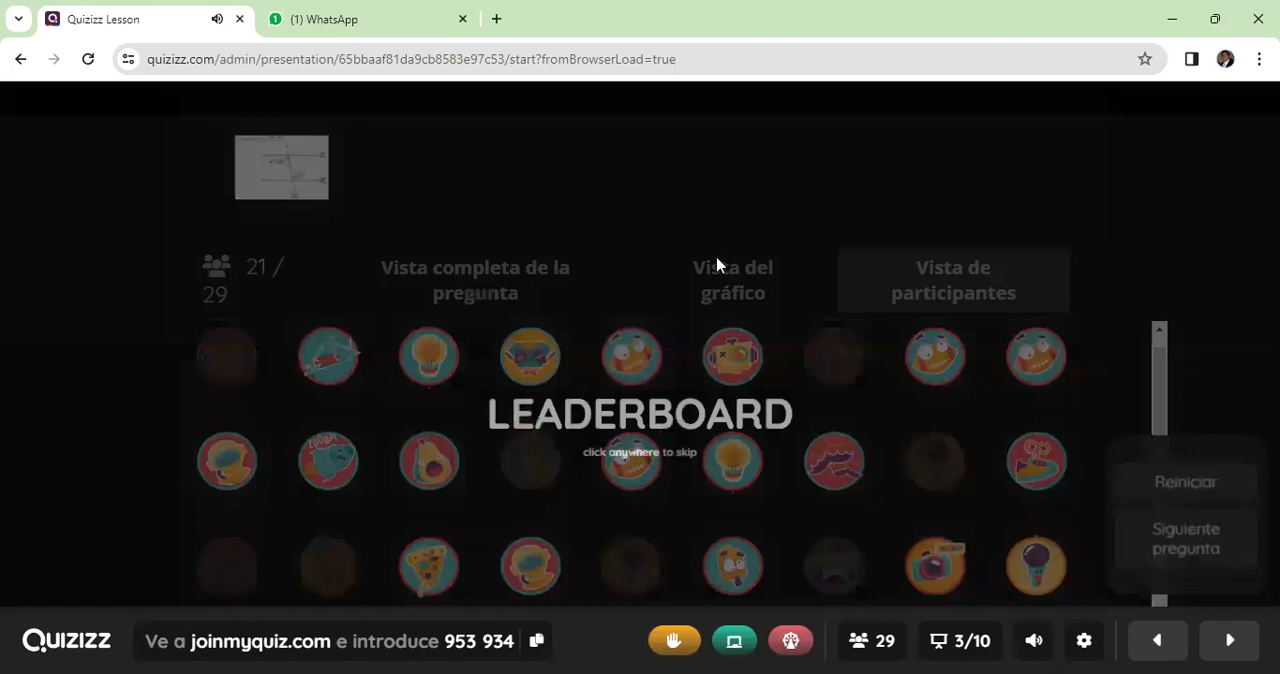 Quizizz Lesson
(1) WhatsApp
quizizz.com/admin/presentation/65bbaaf81da9cb8583e97c53/start?fromBrowserLoad=true
21 /
29
Vista completa de la
pregunta
Vista del
gráfico
Vista de
participantes
LEADERBOARD
click anywhere to skip
Reiniciar
Siguiente
pregunta
QUIZIZZ
Ve a joinmyquiz.com e introduce 953 934
29
3/10